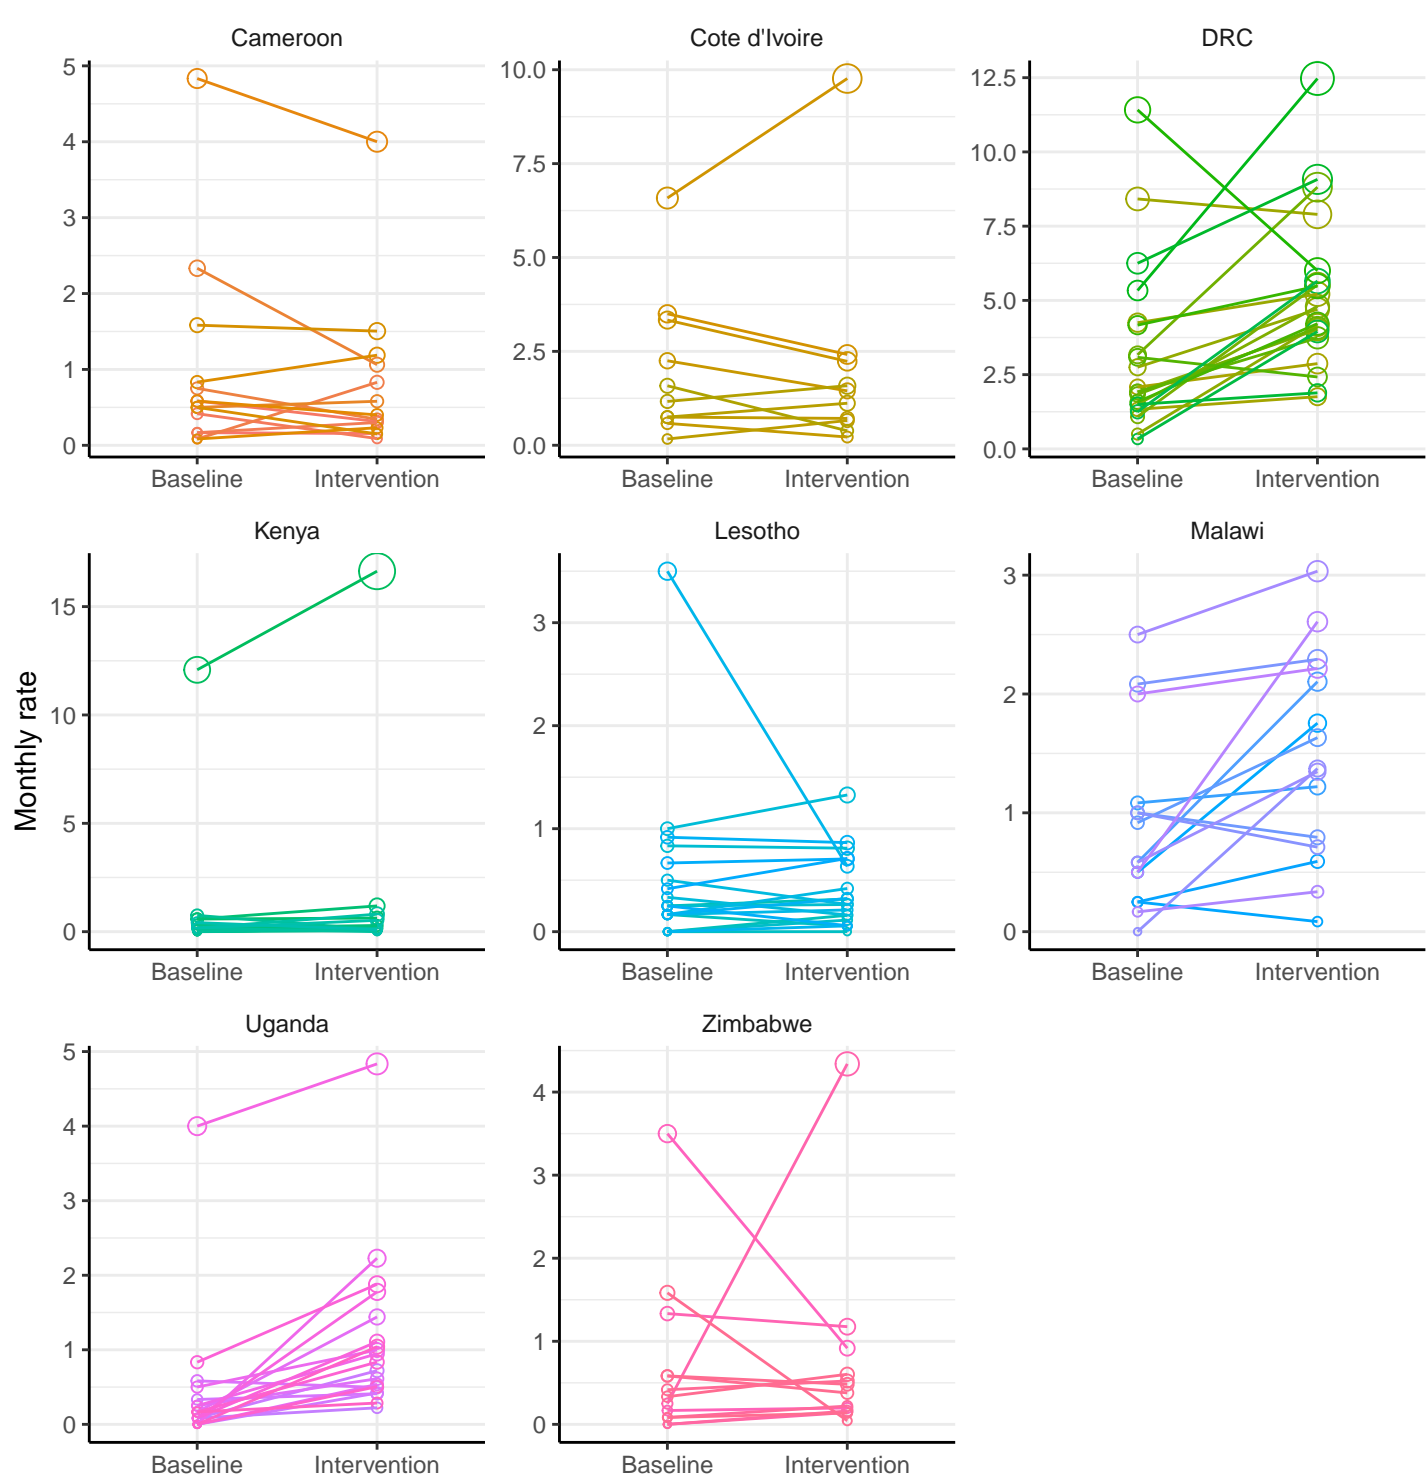 Cameroon
Cote d'Ivoire
DRC
5
4
3
2
1
0
10.0
7.5
5.0
2.5
0.0
12.5
10.0
7.5
5.0
2.5
0.0
Baseline
Intervention
Baseline
Intervention
Baseline
Intervention
Kenya
Lesotho
Malawi
Monthly rate
15
10
5
0
3
2
1
0
3
2
1
0
Baseline
Intervention
Baseline
Intervention
Baseline
Intervention
Uganda
Zimbabwe
5
4
3
2
1
0
4
3
2
1
0
Baseline
Intervention
Baseline
Intervention